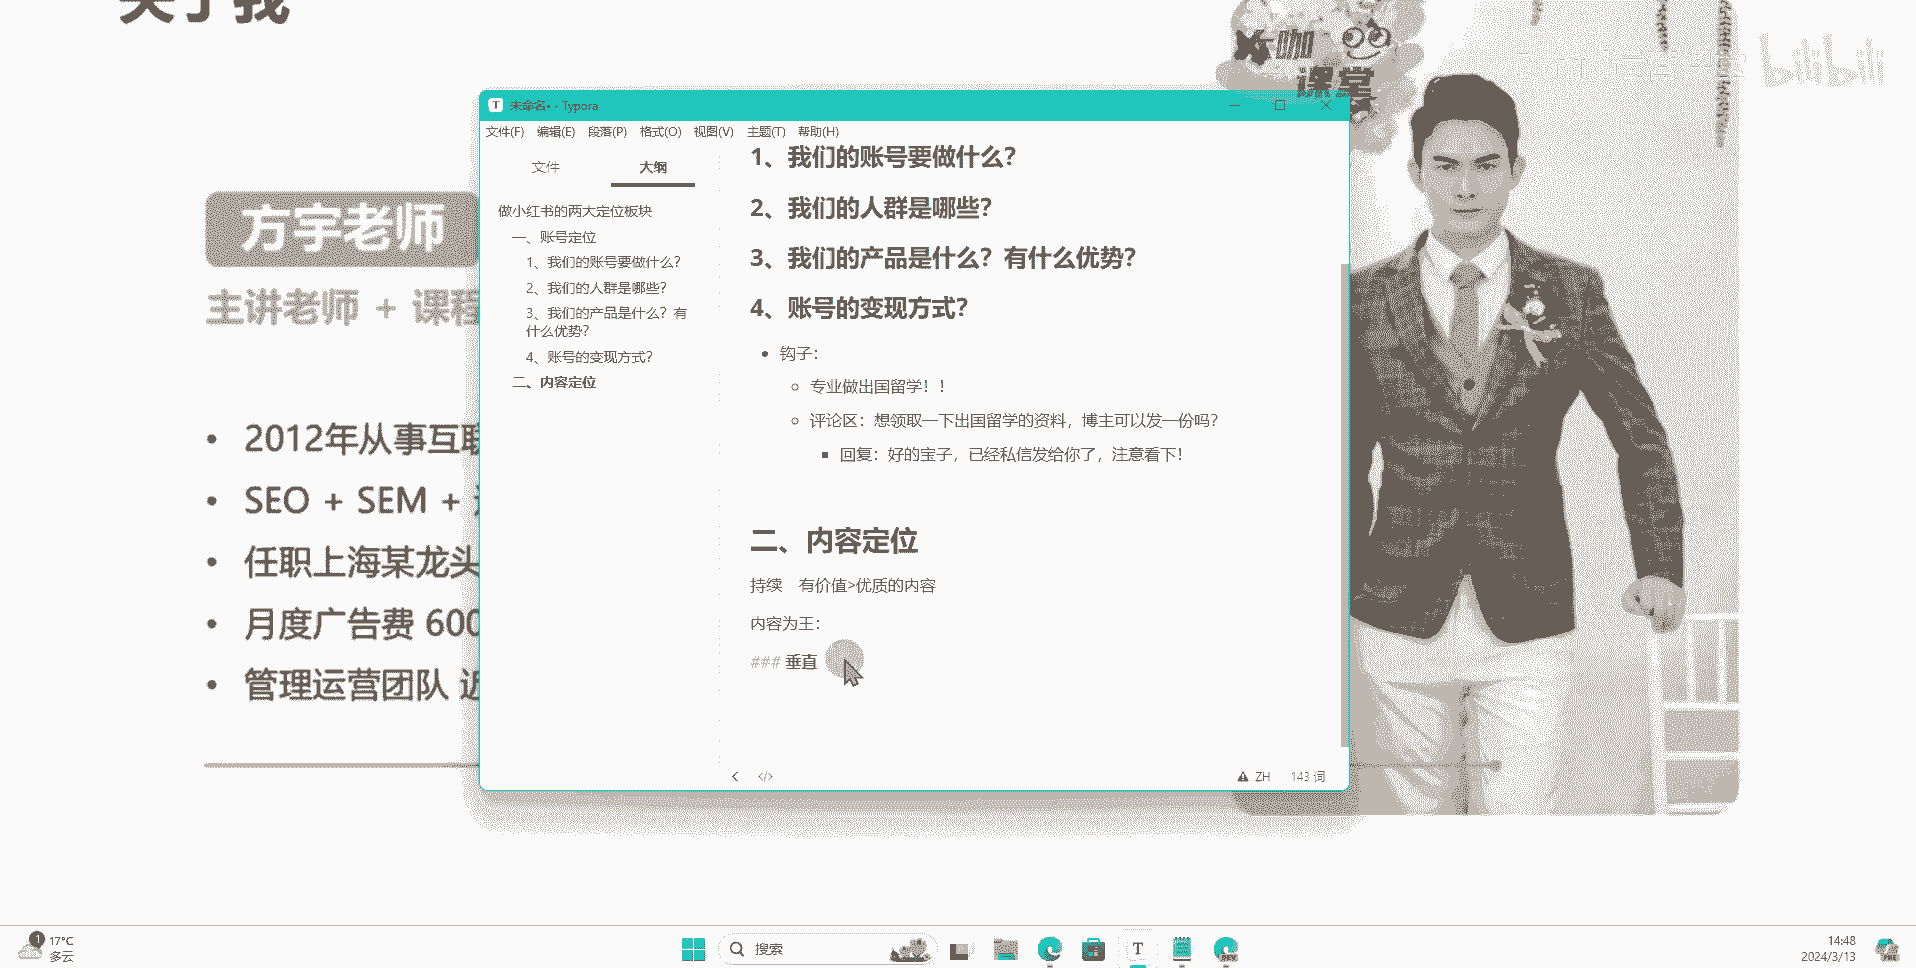 关于我
咔咖
课堂
bilibili
方宇老师
主讲老师 + 课程
2012年从事互联
SEO + SEM +
任职上海某龙头
月度广告费 600
管理运营团队 近
未命名• - Typora
文件(F) 编辑(E) 段落(P) 格式(O) 视图(V) 主题(T) 帮助(H)
文件 大纲
做小红书的两大定位板块
一、账号定位
1、我们的账号要做什么?
2、我们的人群是哪些?
3、我们的产品是什么? 有
什么优势?
4、账号的变现方式?
二、内容定位
1、我们的账号要做什么?
2、我们的人群是哪些?
3、我们的产品是什么? 有什么优势?
4、账号的变现方式?
钩子:
专业做出国留学! !
评论区: 想领取一下出国留学的资料, 博主可以发一份吗?
回复: 好的宝子, 已经私信发给你了, 注意看下!
二、内容定位
持续 有价值>优质的内容
内容为王:
### 垂直
ZH 143 词
1
17°C
多云
搜索
T
DEV
14:48
2024/3/13
PRE